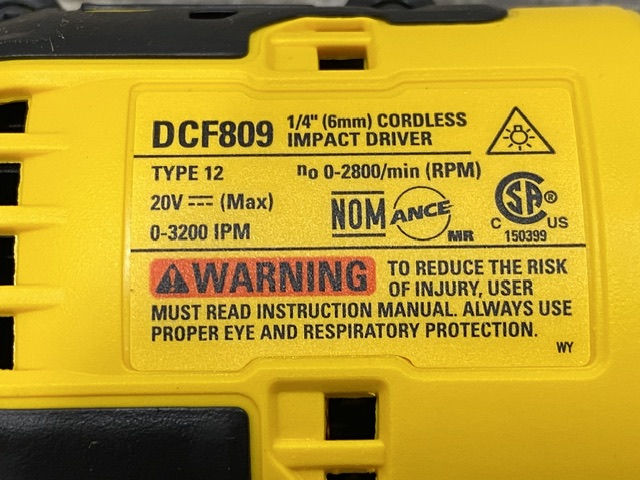 DCF809 1/4" (6mm) CORDLESS
IMPACT DRIVER
TYPE 12 no 0-2800/min (RPM)
20V ⎓ (Max)
0-3200 IPM
NOM ANCE MR
C SA® C US
150399
⚠WARNING TO REDUCE THE RISK
OF INJURY, USER
MUST READ INSTRUCTION MANUAL. ALWAYS USE
PROPER EYE AND RESPIRATORY PROTECTION.
WY